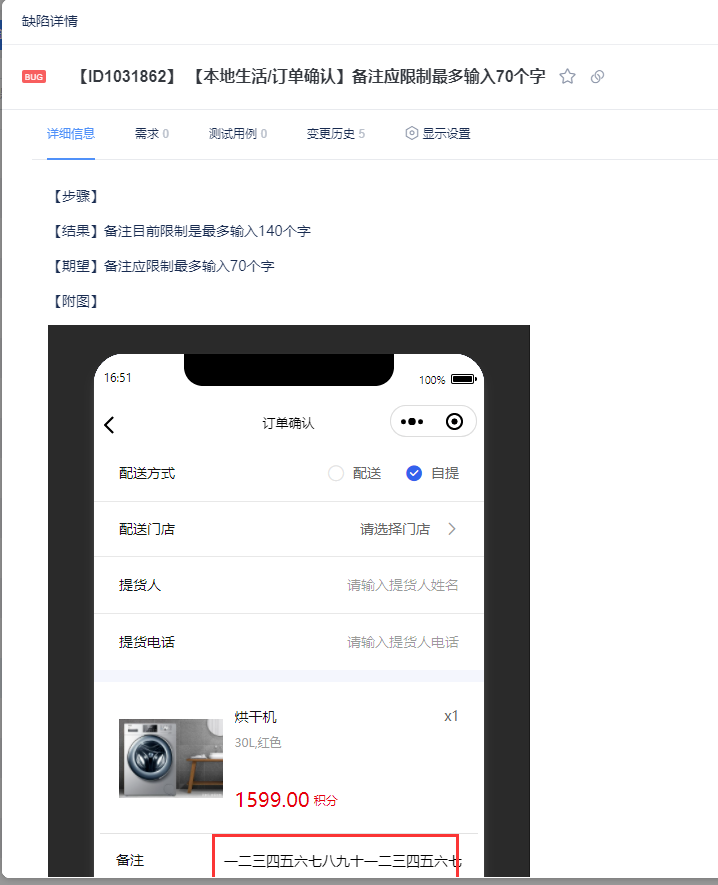 缺陷详情
BUG 【ID1031862】 【本地生活/订单确认】备注应限制最多输入70个字
详细信息 需求 0 测试用例 0 变更历史 5 显示设置
【步骤】
【结果】备注目前限制是最多输入140个字
【期望】备注应限制最多输入70个字
【附图】
16:51 100%
订单确认
配送方式 配送 自提
配送门店 请选择门店
提货人 请输入提货人姓名
提货电话 请输入提货人电话
烘干机 x1
30L,红色
1599.00 积分
备注 一二三四五六七八九十一二三四五六七